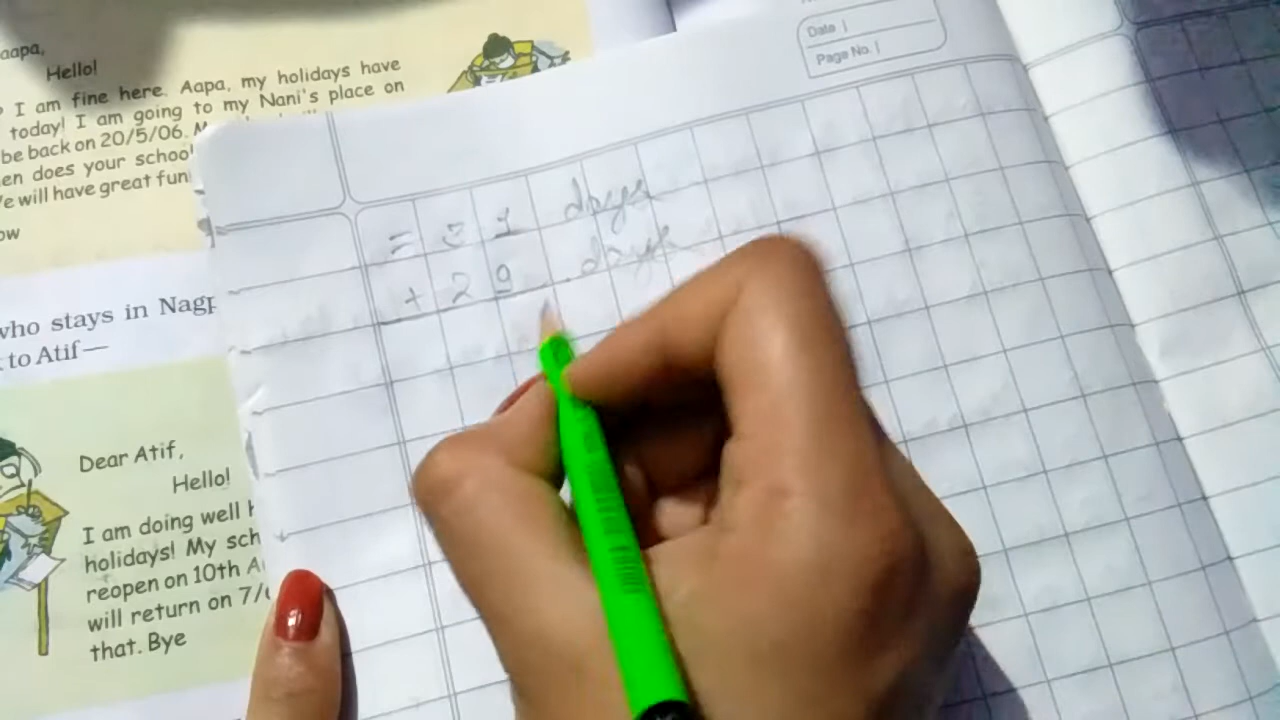 aapa,
Hello!
I am fine here. Aapa, my holidays have
today! I am going to my Nani's place on
be back on 20/5/06.
en does your school
e will have great fun
ow
who stays in Nagp
to Atif—
Dear Atif,
Hello!
I am doing well
holidays! My sch
reopen on 10th A
will return on 7/
that. Bye
Date |
Page No. |
= 31 days
+ 29 days